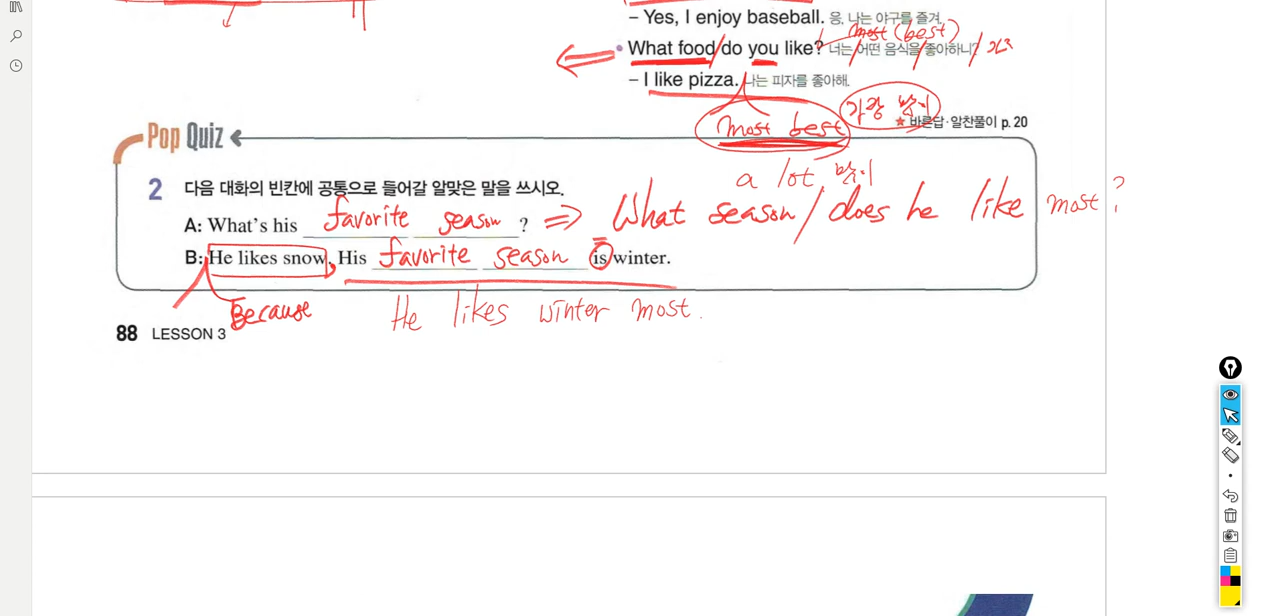 – Yes, I enjoy baseball. 응, 나는 야구를 즐겨.
most (best)
• What food do you like? 너는 어떤 음식을 좋아하니?
– I like pizza. 나는 피자를 좋아해.
most best
가장 많이
★ 바른답·알찬풀이 p. 20
a lot 많이
Pop Quiz
2 다음 대화의 빈칸에 공통으로 들어갈 알맞은 말을 쓰시오.
A: What's his favorite season ? ⇒ What season / does he like most?
B: He likes snow. His favorite season is winter.
Because He likes winter most.
88 LESSON 3